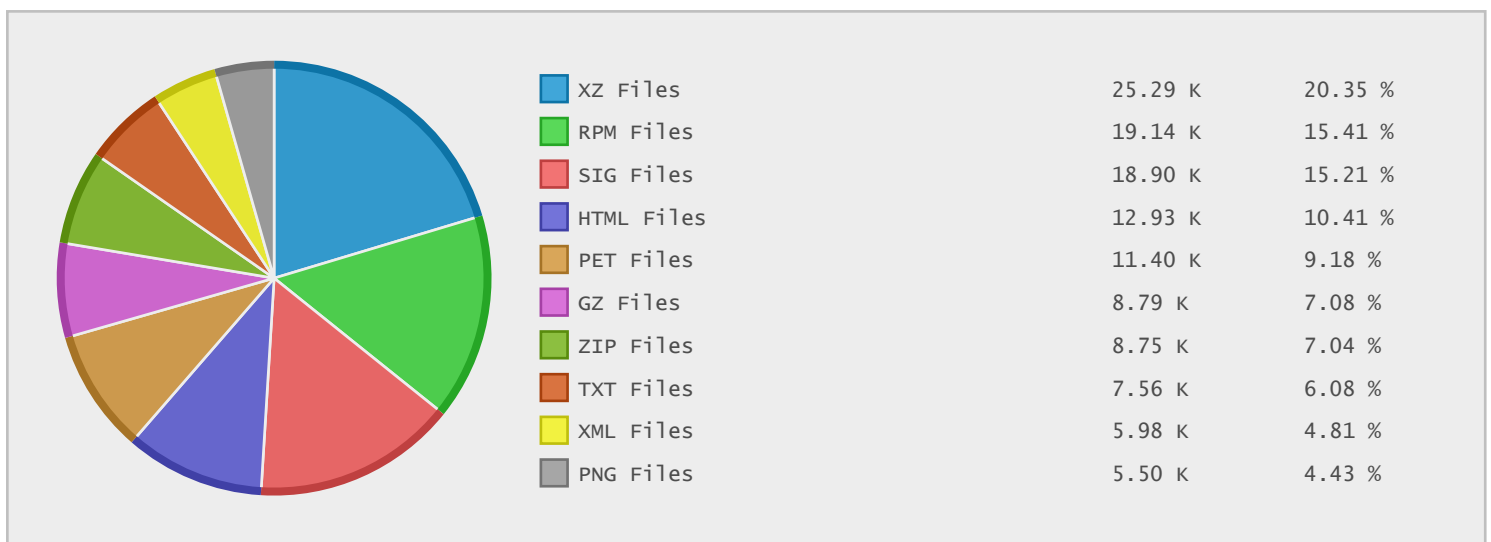 XZ Files 25.29 K 20.35 %
RPM Files 19.14 K 15.41 %
SIG Files 18.90 K 15.21 %
HTML Files 12.93 K 10.41 %
PET Files 11.40 K 9.18 %
GZ Files 8.79 K 7.08 %
ZIP Files 8.75 K 7.04 %
TXT Files 7.56 K 6.08 %
XML Files 5.98 K 4.81 %
PNG Files 5.50 K 4.43 %